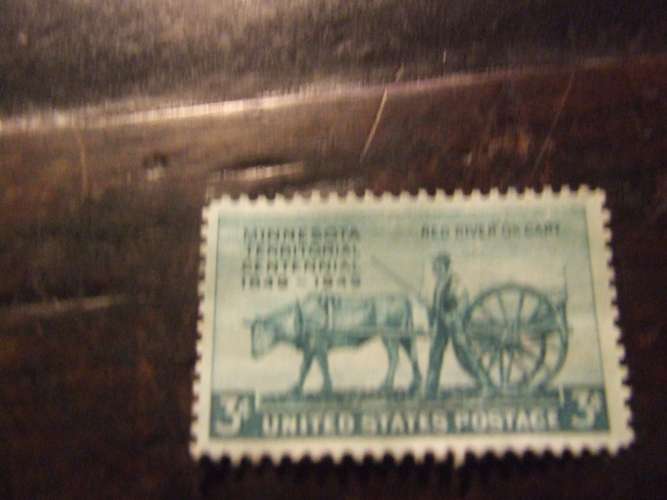 MINNESOTA
TERRITORIAL
CENTENNIAL
1849 - 1949
RED RIVER OX CART
3¢ UNITED STATES POSTAGE 3¢